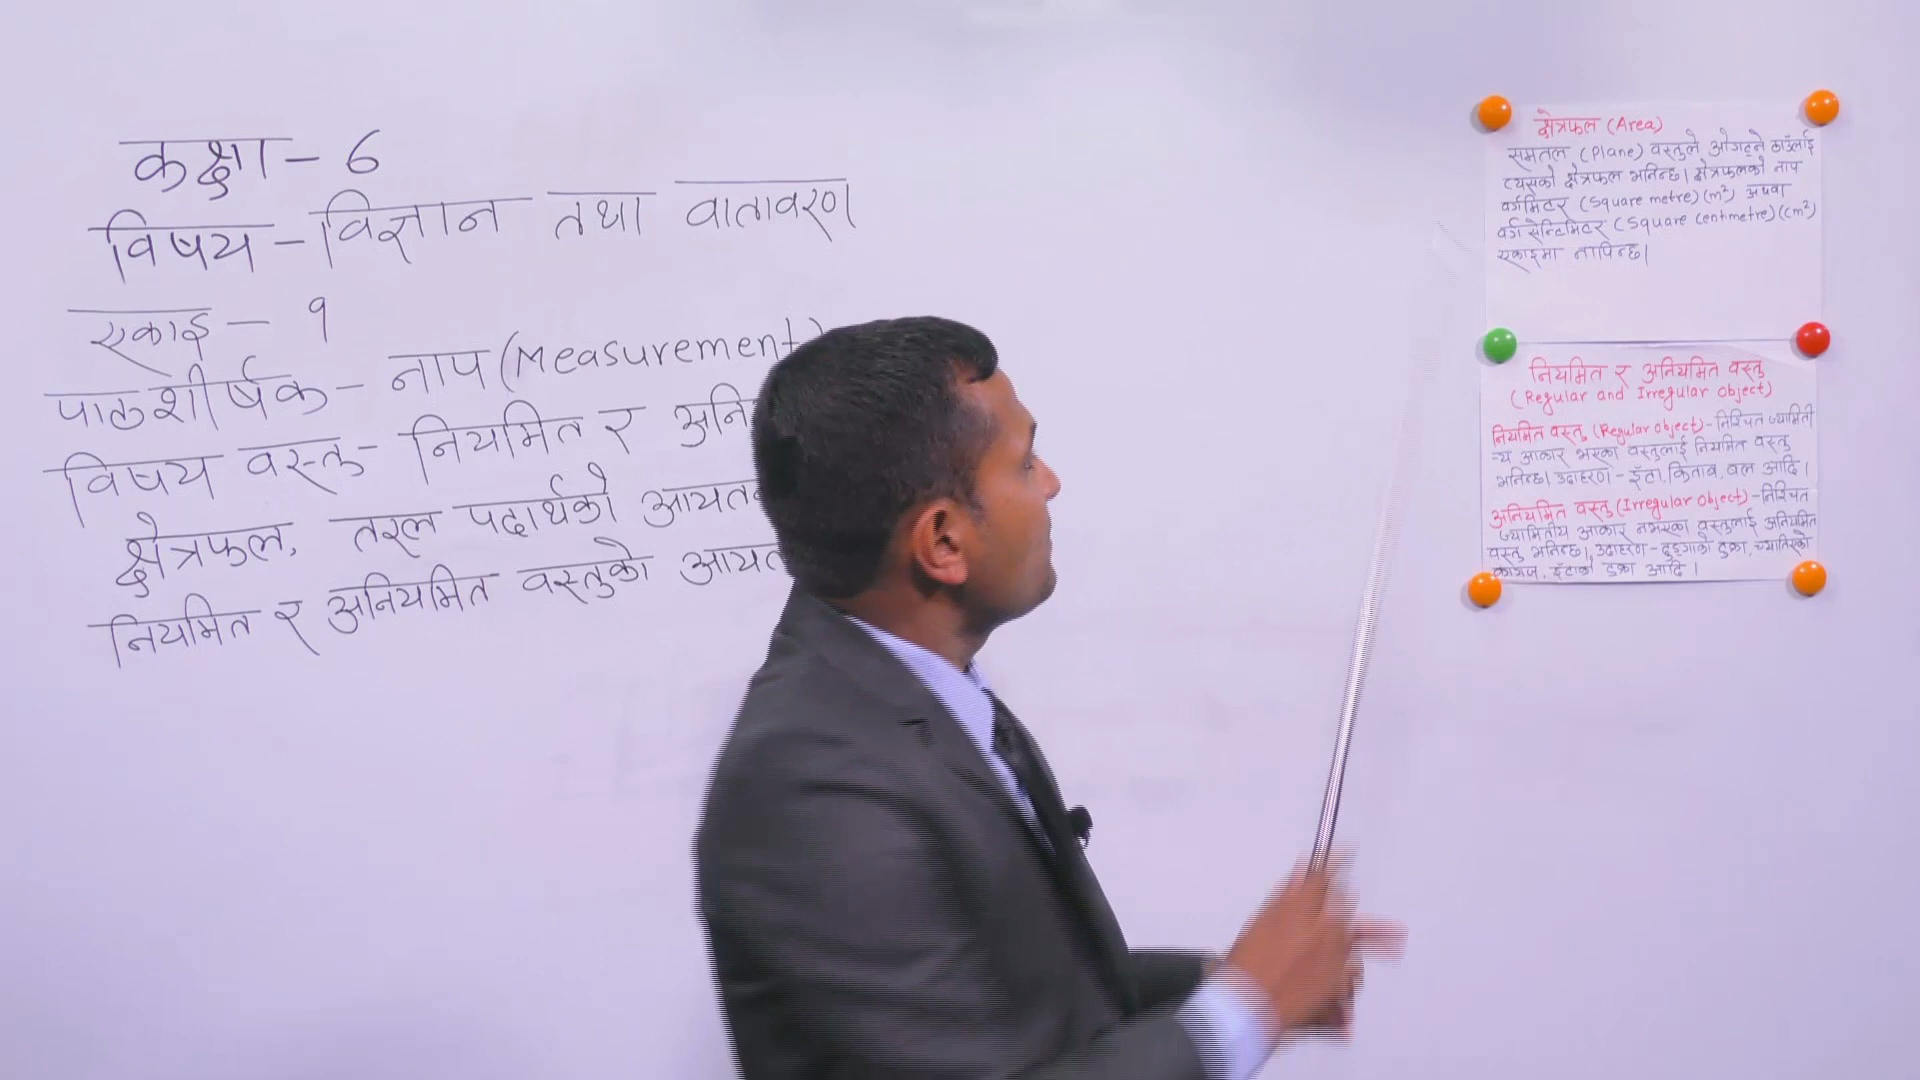 कक्षा - 6
विषय - विज्ञान तथा वातावरण
एकाइ - १
पाठ शीर्षक - नाप (Measurement)
विषय वस्तु - नियमित र अनि
क्षेत्रफल, तरल पदार्थको आयत
नियमित र अनियमित वस्तुको आयत
क्षेत्रफल (Area)
समतल (Plane) वस्तुले ओगट्ने ठाउँलाई
त्यसको क्षेत्रफल भनिन्छ। क्षेत्रफलको नाप
वर्गमिटर (Square metre) (m²) अथवा
वर्ग सेन्टिमिटर (Square Centimetre) (cm²)
एकाइमा नापिन्छ।
नियमित र अनियमित वस्तु
(Regular and Irregular Object)
नियमित वस्तु (Regular object) - निश्चित ज्यामिती
-य आकार भएका वस्तुलाई नियमित वस्तु
भनिन्छ। उदाहरण - इँटा, किताब, बल आदि।
अनियमित वस्तु (Irregular object) - निश्चित
ज्यामितीय आकार नभएका वस्तुलाई अनियमित
वस्तु भनिन्छ। उदाहरण - ढुङ्गाको टुक्रा, च्यातिएको
कागज, इँटाको टुक्रा आदि।